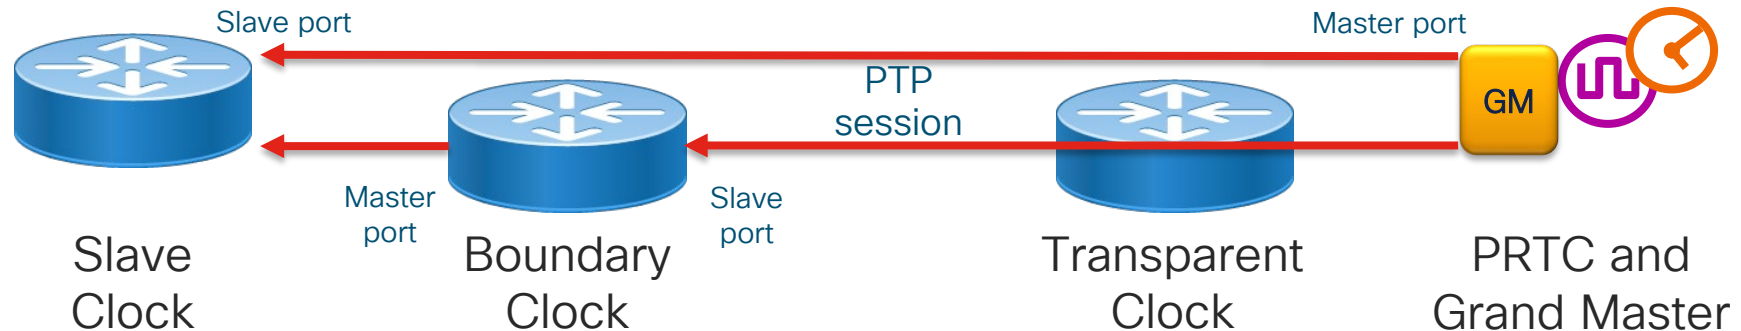 Slave port
Master port
PTP
session
GM
Master
port
Slave
port
Slave
Clock
Boundary
Clock
Transparent
Clock
PRTC and
Grand Master